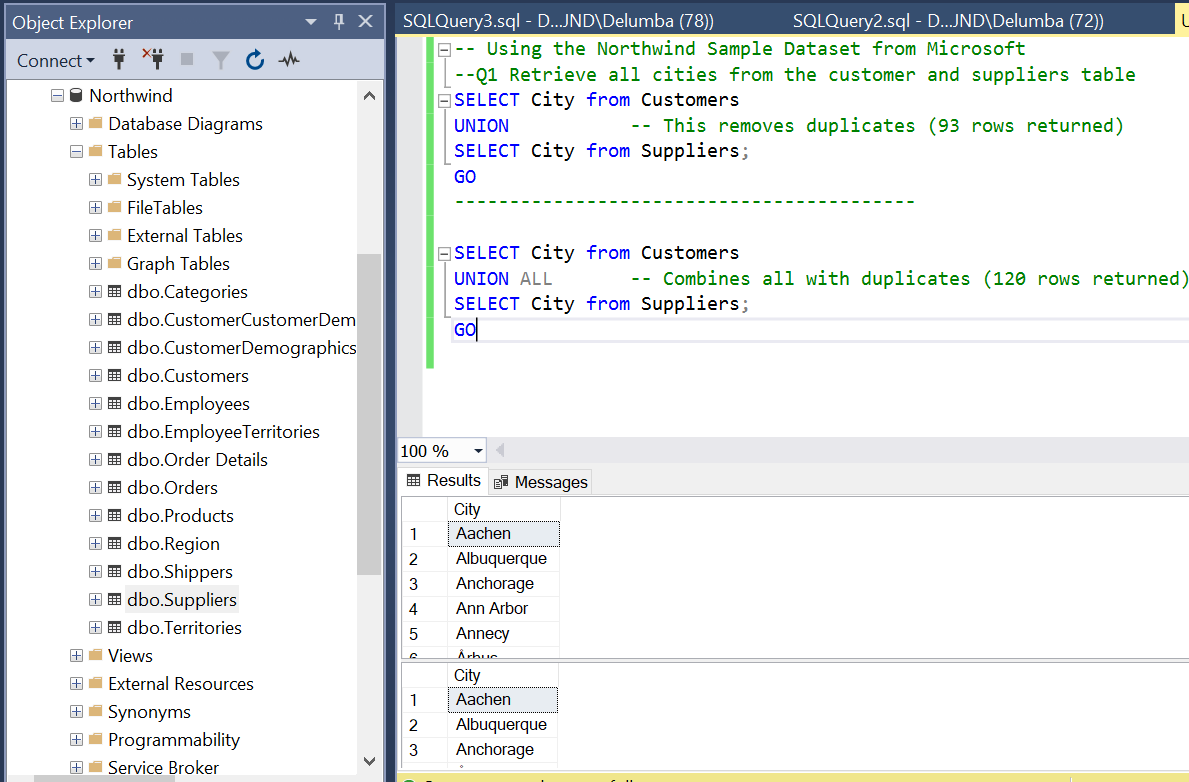 Object Explorer
Connect
Northwind
Database Diagrams
Tables
System Tables
FileTables
External Tables
Graph Tables
dbo.Categories
dbo.CustomerCustomerDem
dbo.CustomerDemographics
dbo.Customers
dbo.Employees
dbo.EmployeeTerritories
dbo.Order Details
dbo.Orders
dbo.Products
dbo.Region
dbo.Shippers
dbo.Suppliers
dbo.Territories
Views
External Resources
Synonyms
Programmability
Service Broker
SQLQuery3.sql - D...JND\Delumba (78)) SQLQuery2.sql - D...JND\Delumba (72))
-- Using the Northwind Sample Dataset from Microsoft
--Q1 Retrieve all cities from the customer and suppliers table
SELECT City from Customers
UNION -- This removes duplicates (93 rows returned)
SELECT City from Suppliers;
GO
------------------------------------------
SELECT City from Customers
UNION ALL -- Combines all with duplicates (120 rows returned)
SELECT City from Suppliers;
GO
100 %
Results Messages
City
1 Aachen
2 Albuquerque
3 Anchorage
4 Ann Arbor
5 Annecy
6 Århus
City
1 Aachen
2 Albuquerque
3 Anchorage